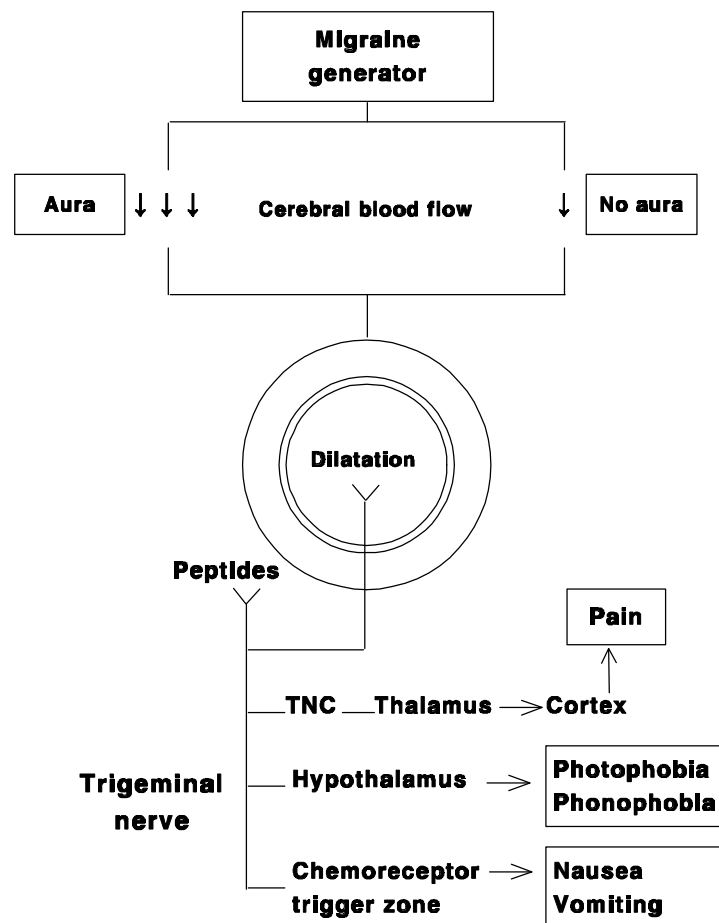 Migraine
generator
Aura ↓ ↓ ↓ Cerebral blood flow ↓ No aura
Dilatation
Peptides
Pain
TNC Thalamus → Cortex
Hypothalamus → Photophobia
Phonophobia
Trigeminal
nerve
Chemoreceptor → Nausea
trigger zone Vomiting